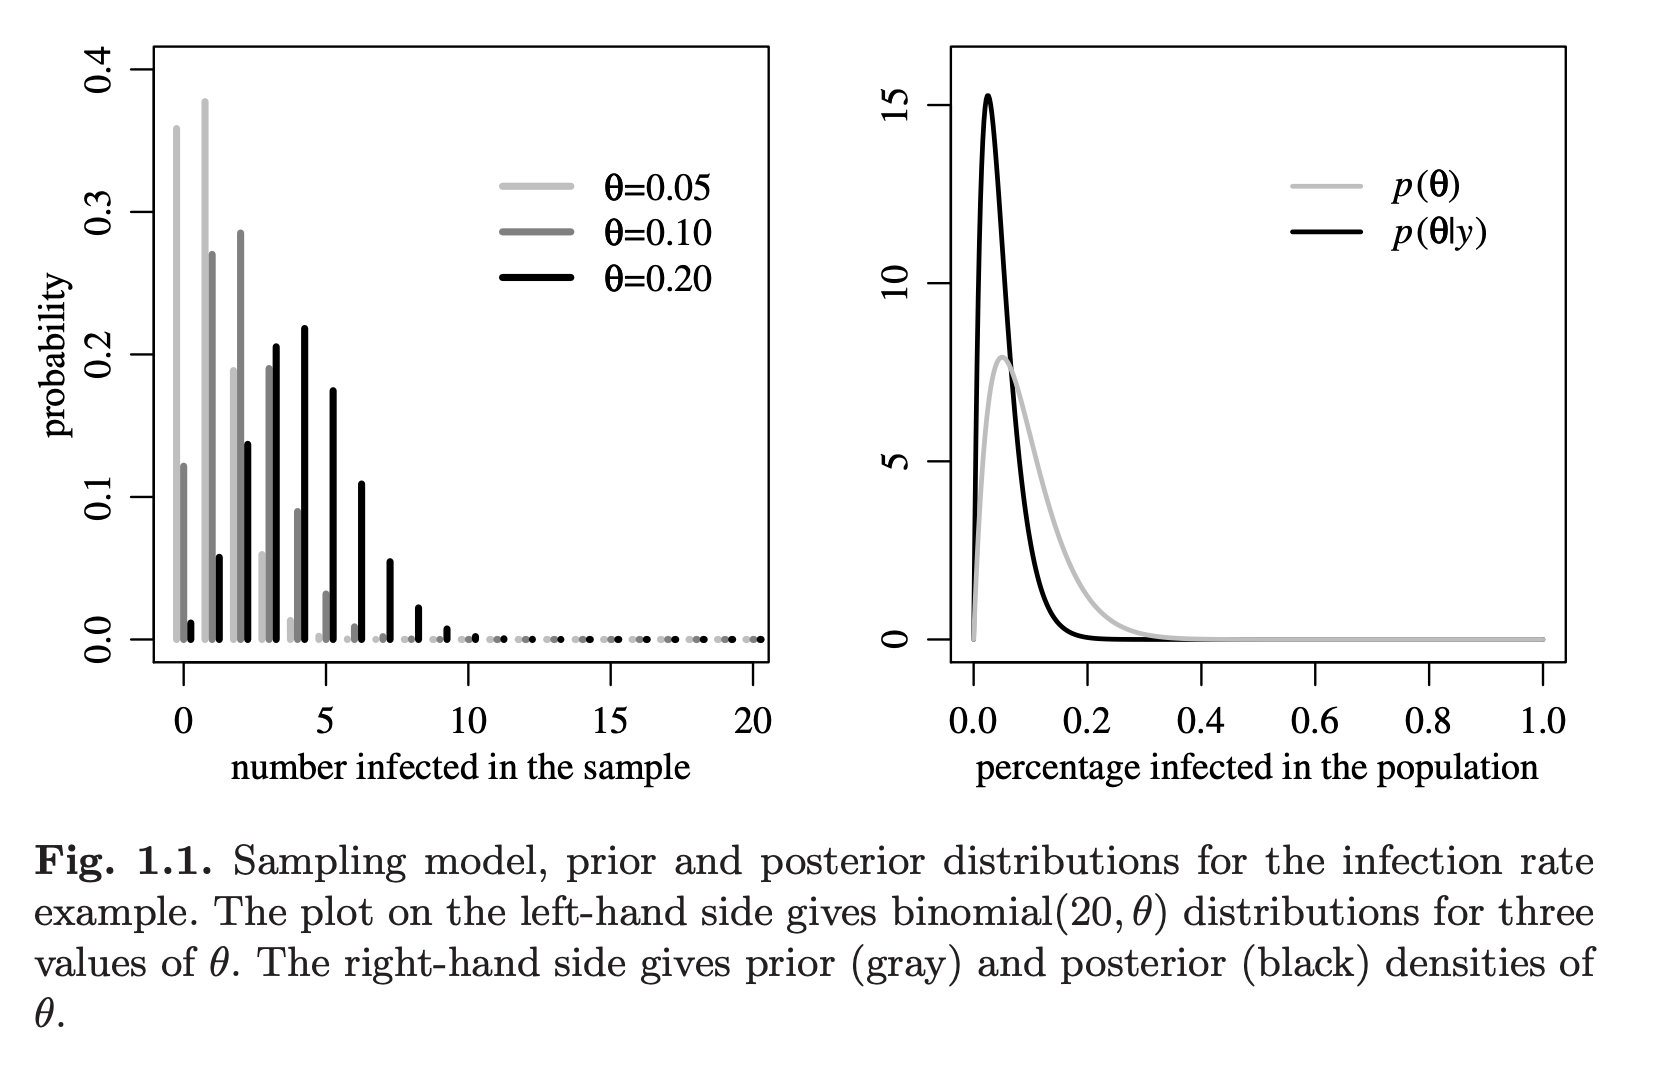 0.4
0.3
0.2
0.1
0.0
probability
θ=0.05
θ=0.10
θ=0.20
0 5 10 15 20
number infected in the sample
15
10
5
0
p(θ)
p(θ|y)
0.0 0.2 0.4 0.6 0.8 1.0
percentage infected in the population
Fig. 1.1. Sampling model, prior and posterior distributions for the infection rate
example. The plot on the left-hand side gives binomial(20, θ) distributions for three
values of θ. The right-hand side gives prior (gray) and posterior (black) densities of
θ.